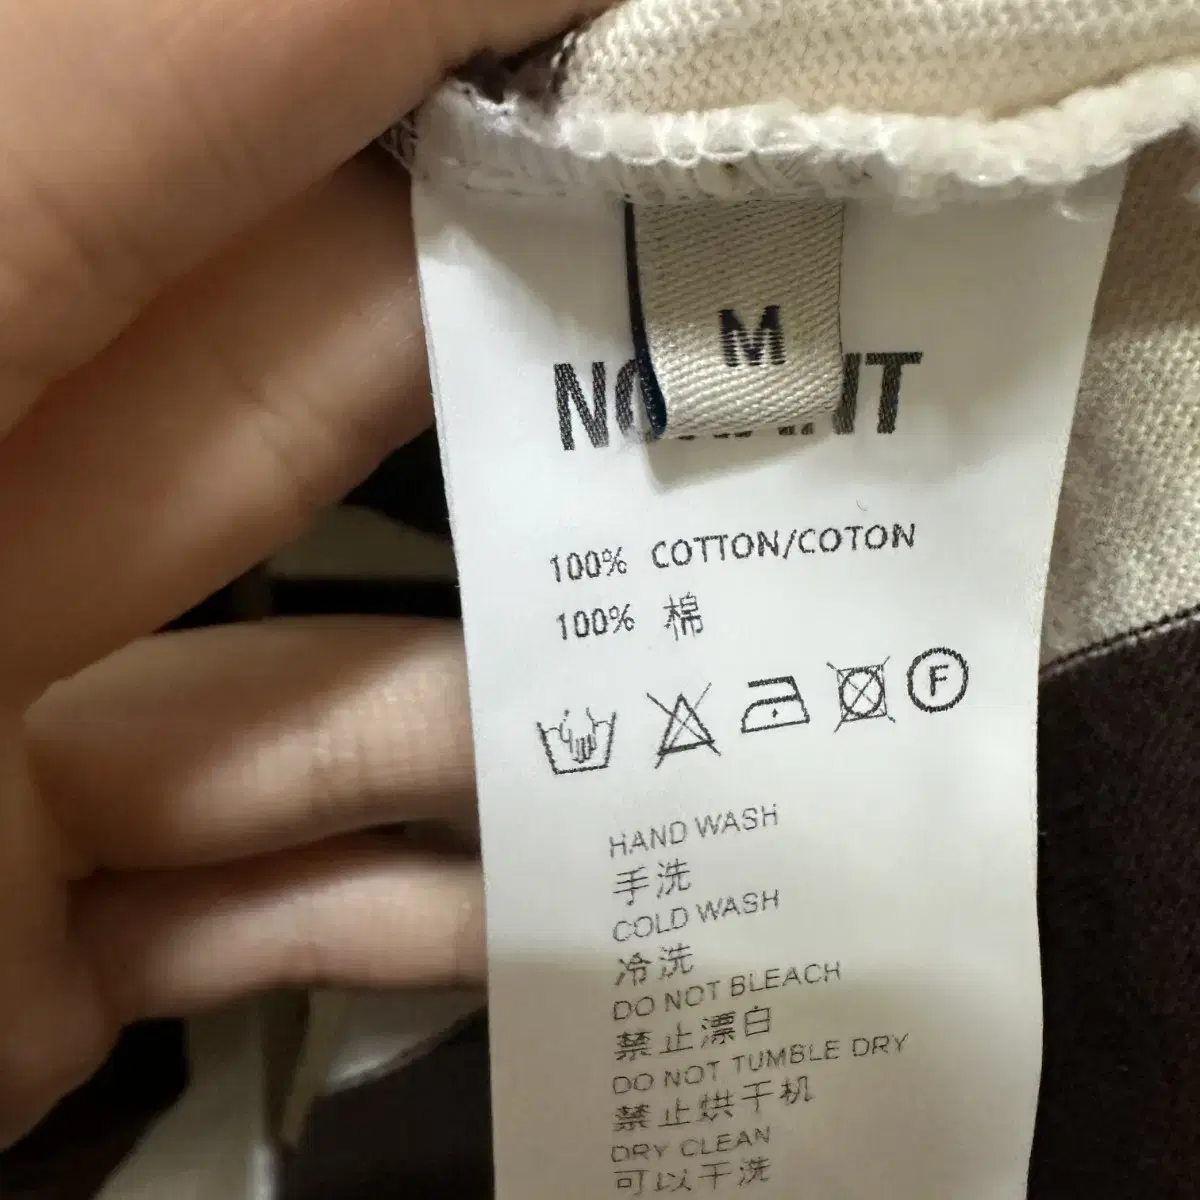 M
100% COTTON/COTON
100% 棉
F
HAND WASH
手洗
COLD WASH
冷洗
DO NOT BLEACH
禁止漂白
DO NOT TUMBLE DRY
禁止烘干机
DRY CLEAN
可以干洗